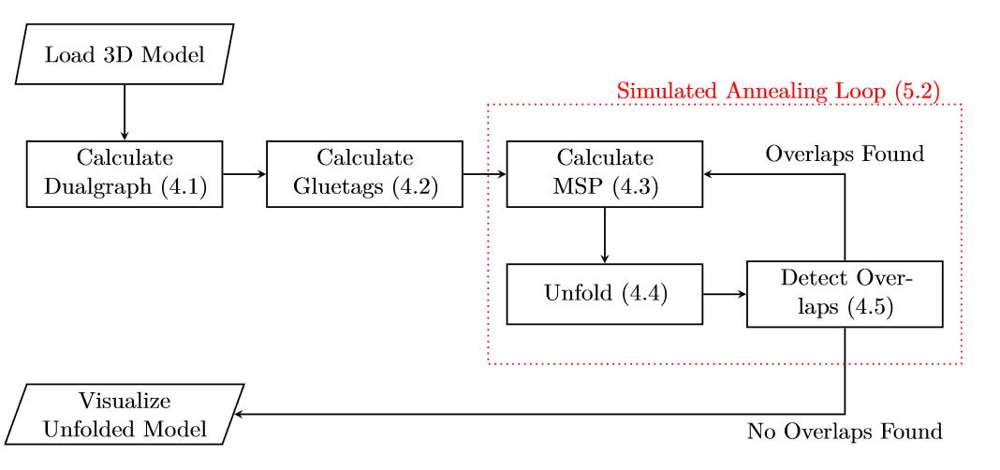 Load 3D Model
Simulated Annealing Loop (5.2)
Calculate
Dualgraph (4.1)
Calculate
Gluetags (4.2)
Calculate
MSP (4.3)
Overlaps Found
Unfold (4.4)
Detect Over-
laps (4.5)
Visualize
Unfolded Model
No Overlaps Found